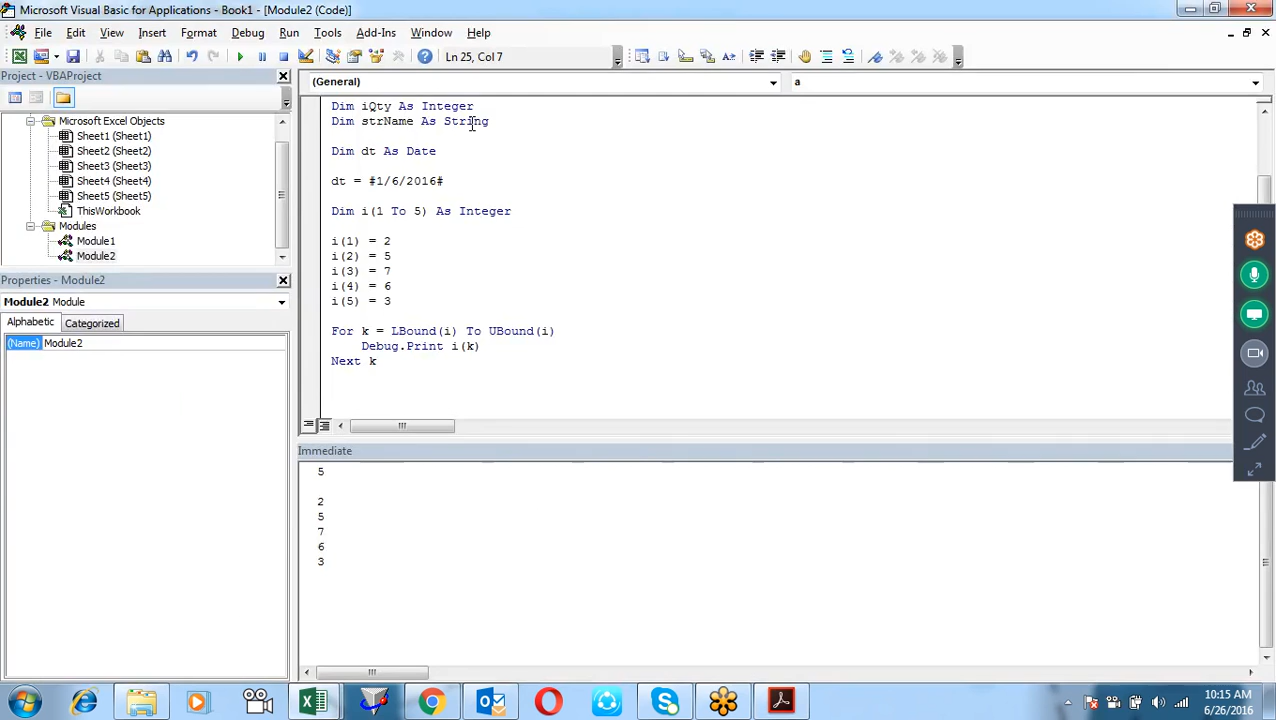 Microsoft Visual Basic for Applications - Book1 - [Module2 (Code)]
File Edit View Insert Format Debug Run Tools Add-Ins Window Help
Ln 25, Col 7
Project - VBAProject
(General)
a
Microsoft Excel Objects
Sheet1 (Sheet1)
Sheet2 (Sheet2)
Sheet3 (Sheet3)
Sheet4 (Sheet4)
Sheet5 (Sheet5)
ThisWorkbook
Modules
Module1
Module2
Properties - Module2
Module2 Module
Alphabetic Categorized
(Name) Module2
Dim iQty As Integer
Dim strName As String
Dim dt As Date
dt = #1/6/2016#
Dim i(1 To 5) As Integer
i(1) = 2
i(2) = 5
i(3) = 7
i(4) = 6
i(5) = 3
For k = LBound(i) To UBound(i)
Debug.Print i(k)
Next k
Immediate
5
2
5
7
6
3
10:15 AM
6/26/2016